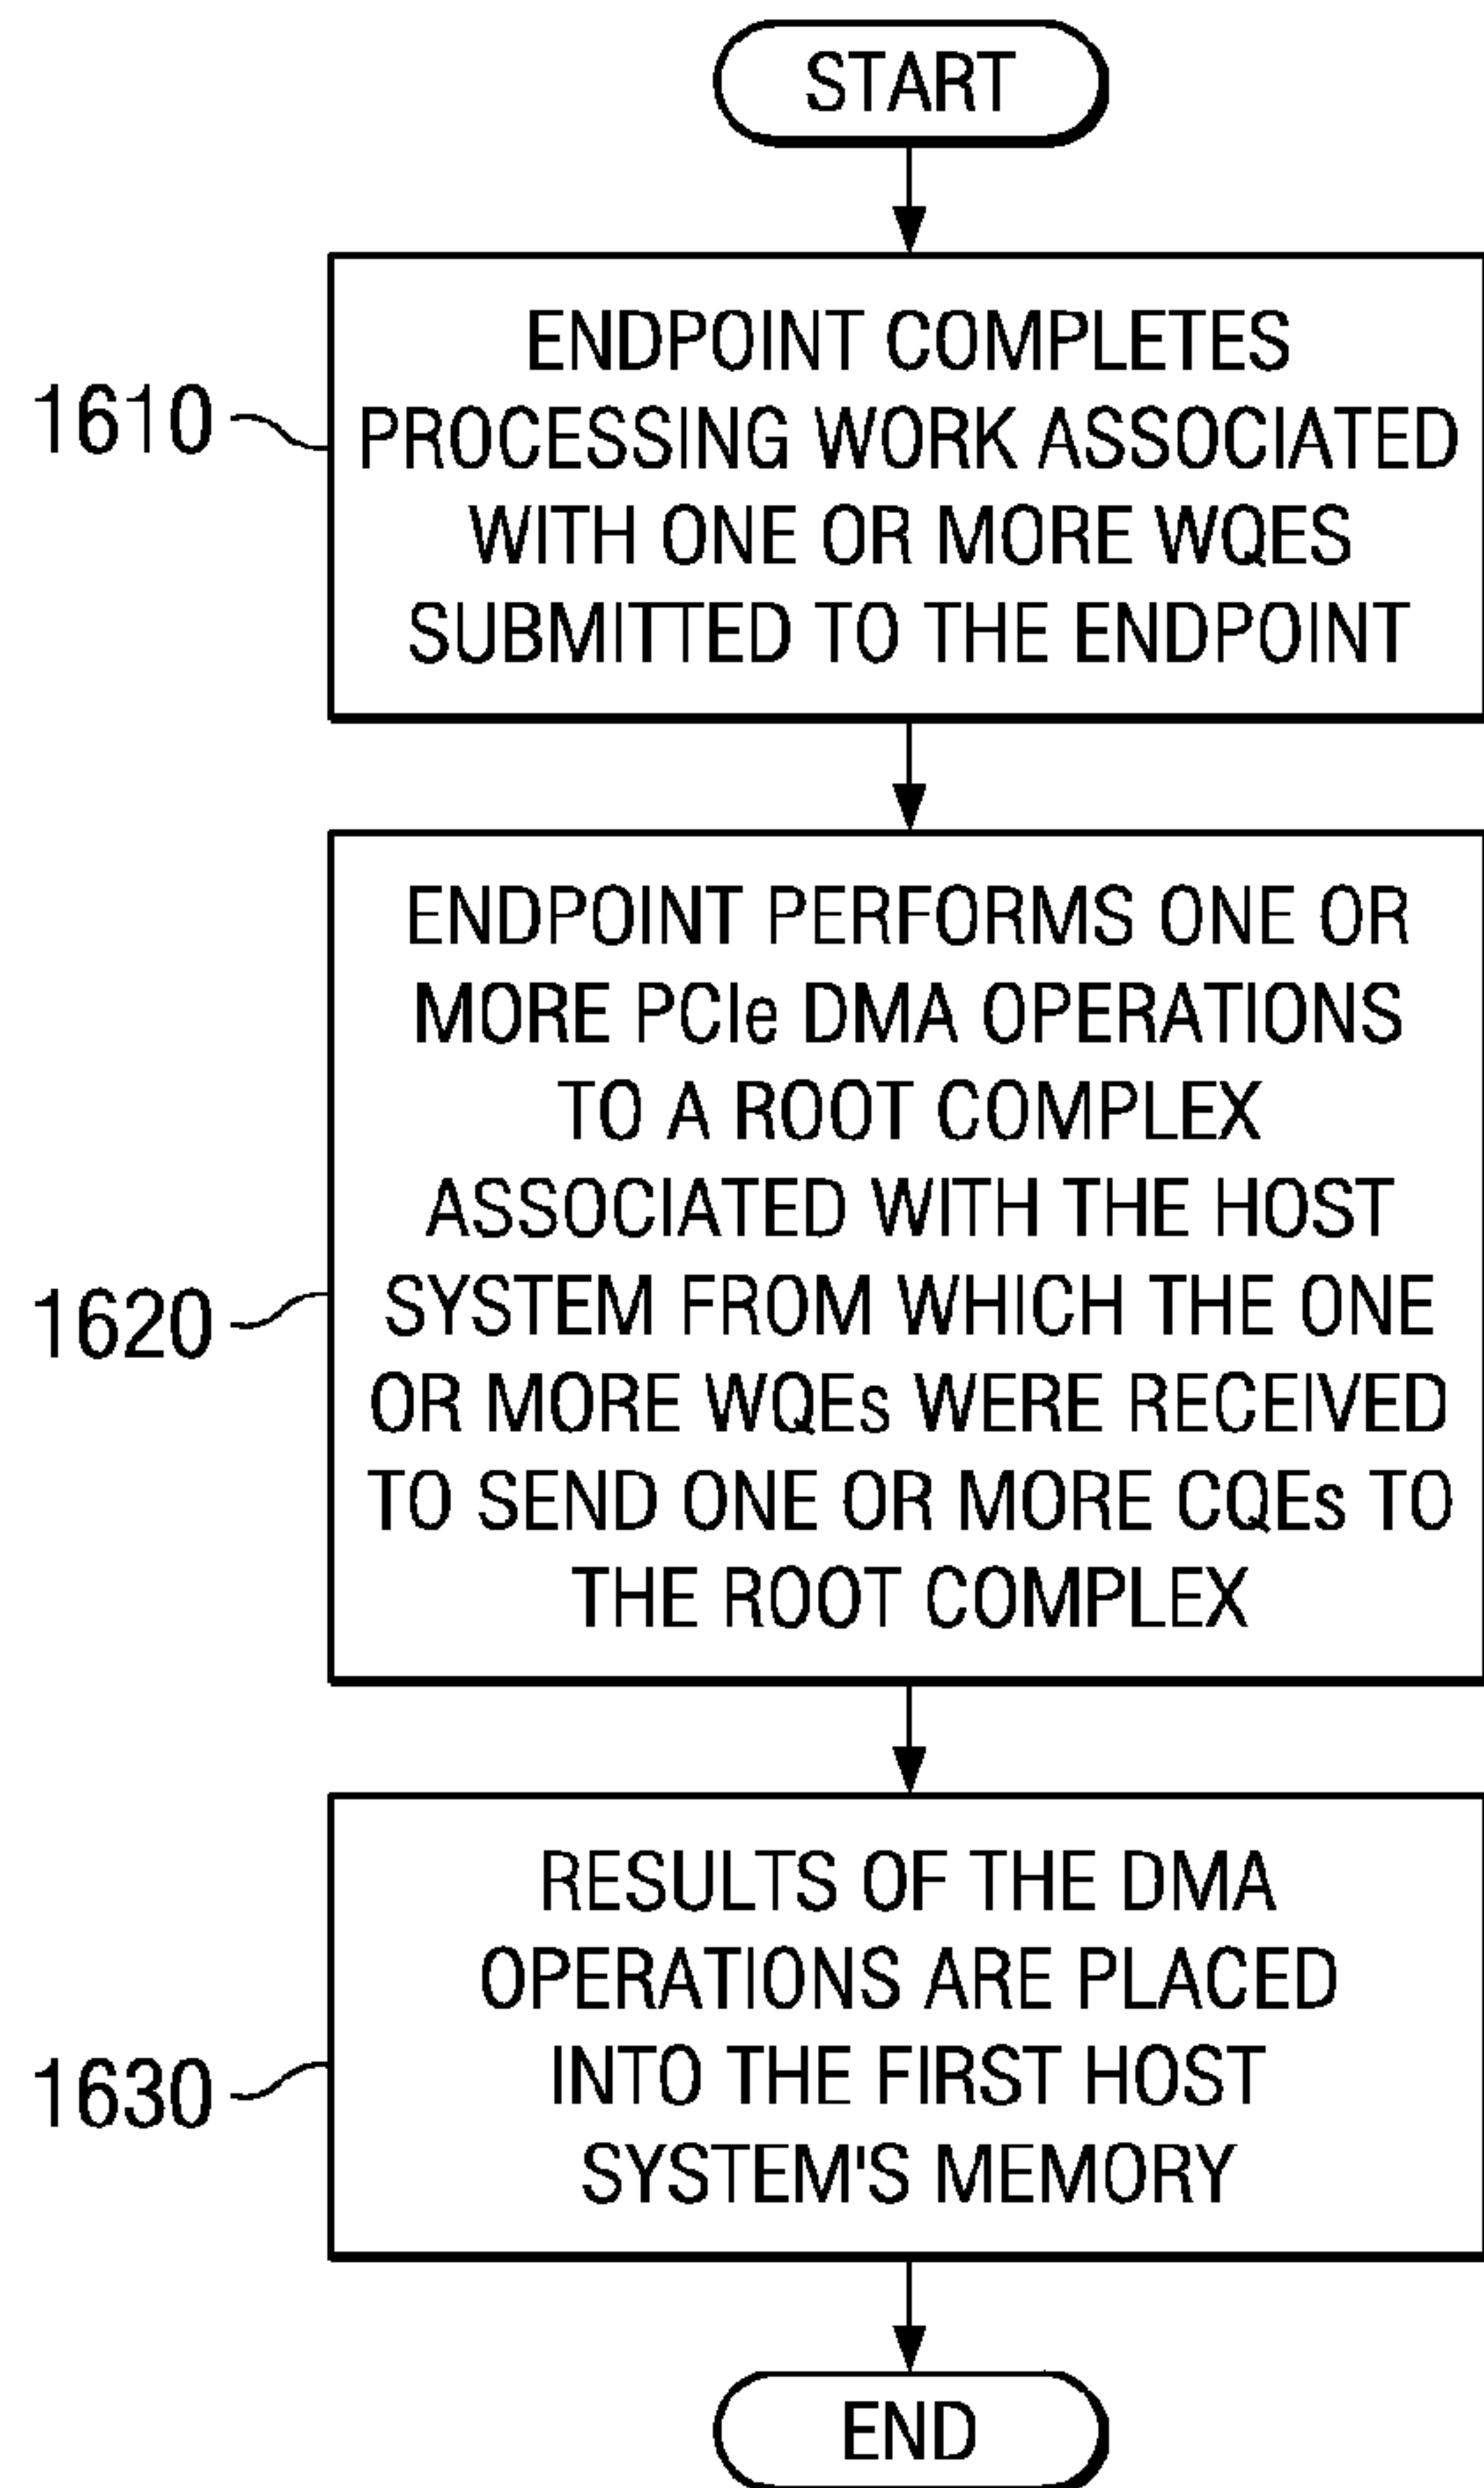 START
1610
ENDPOINT COMPLETES
PROCESSING WORK ASSOCIATED
WITH ONE OR MORE WQES
SUBMITTED TO THE ENDPOINT
1620
ENDPOINT PERFORMS ONE OR
MORE PCIe DMA OPERATIONS
TO A ROOT COMPLEX
ASSOCIATED WITH THE HOST
SYSTEM FROM WHICH THE ONE
OR MORE WQEs WERE RECEIVED
TO SEND ONE OR MORE CQEs TO
THE ROOT COMPLEX
1630
RESULTS OF THE DMA
OPERATIONS ARE PLACED
INTO THE FIRST HOST
SYSTEM'S MEMORY
END